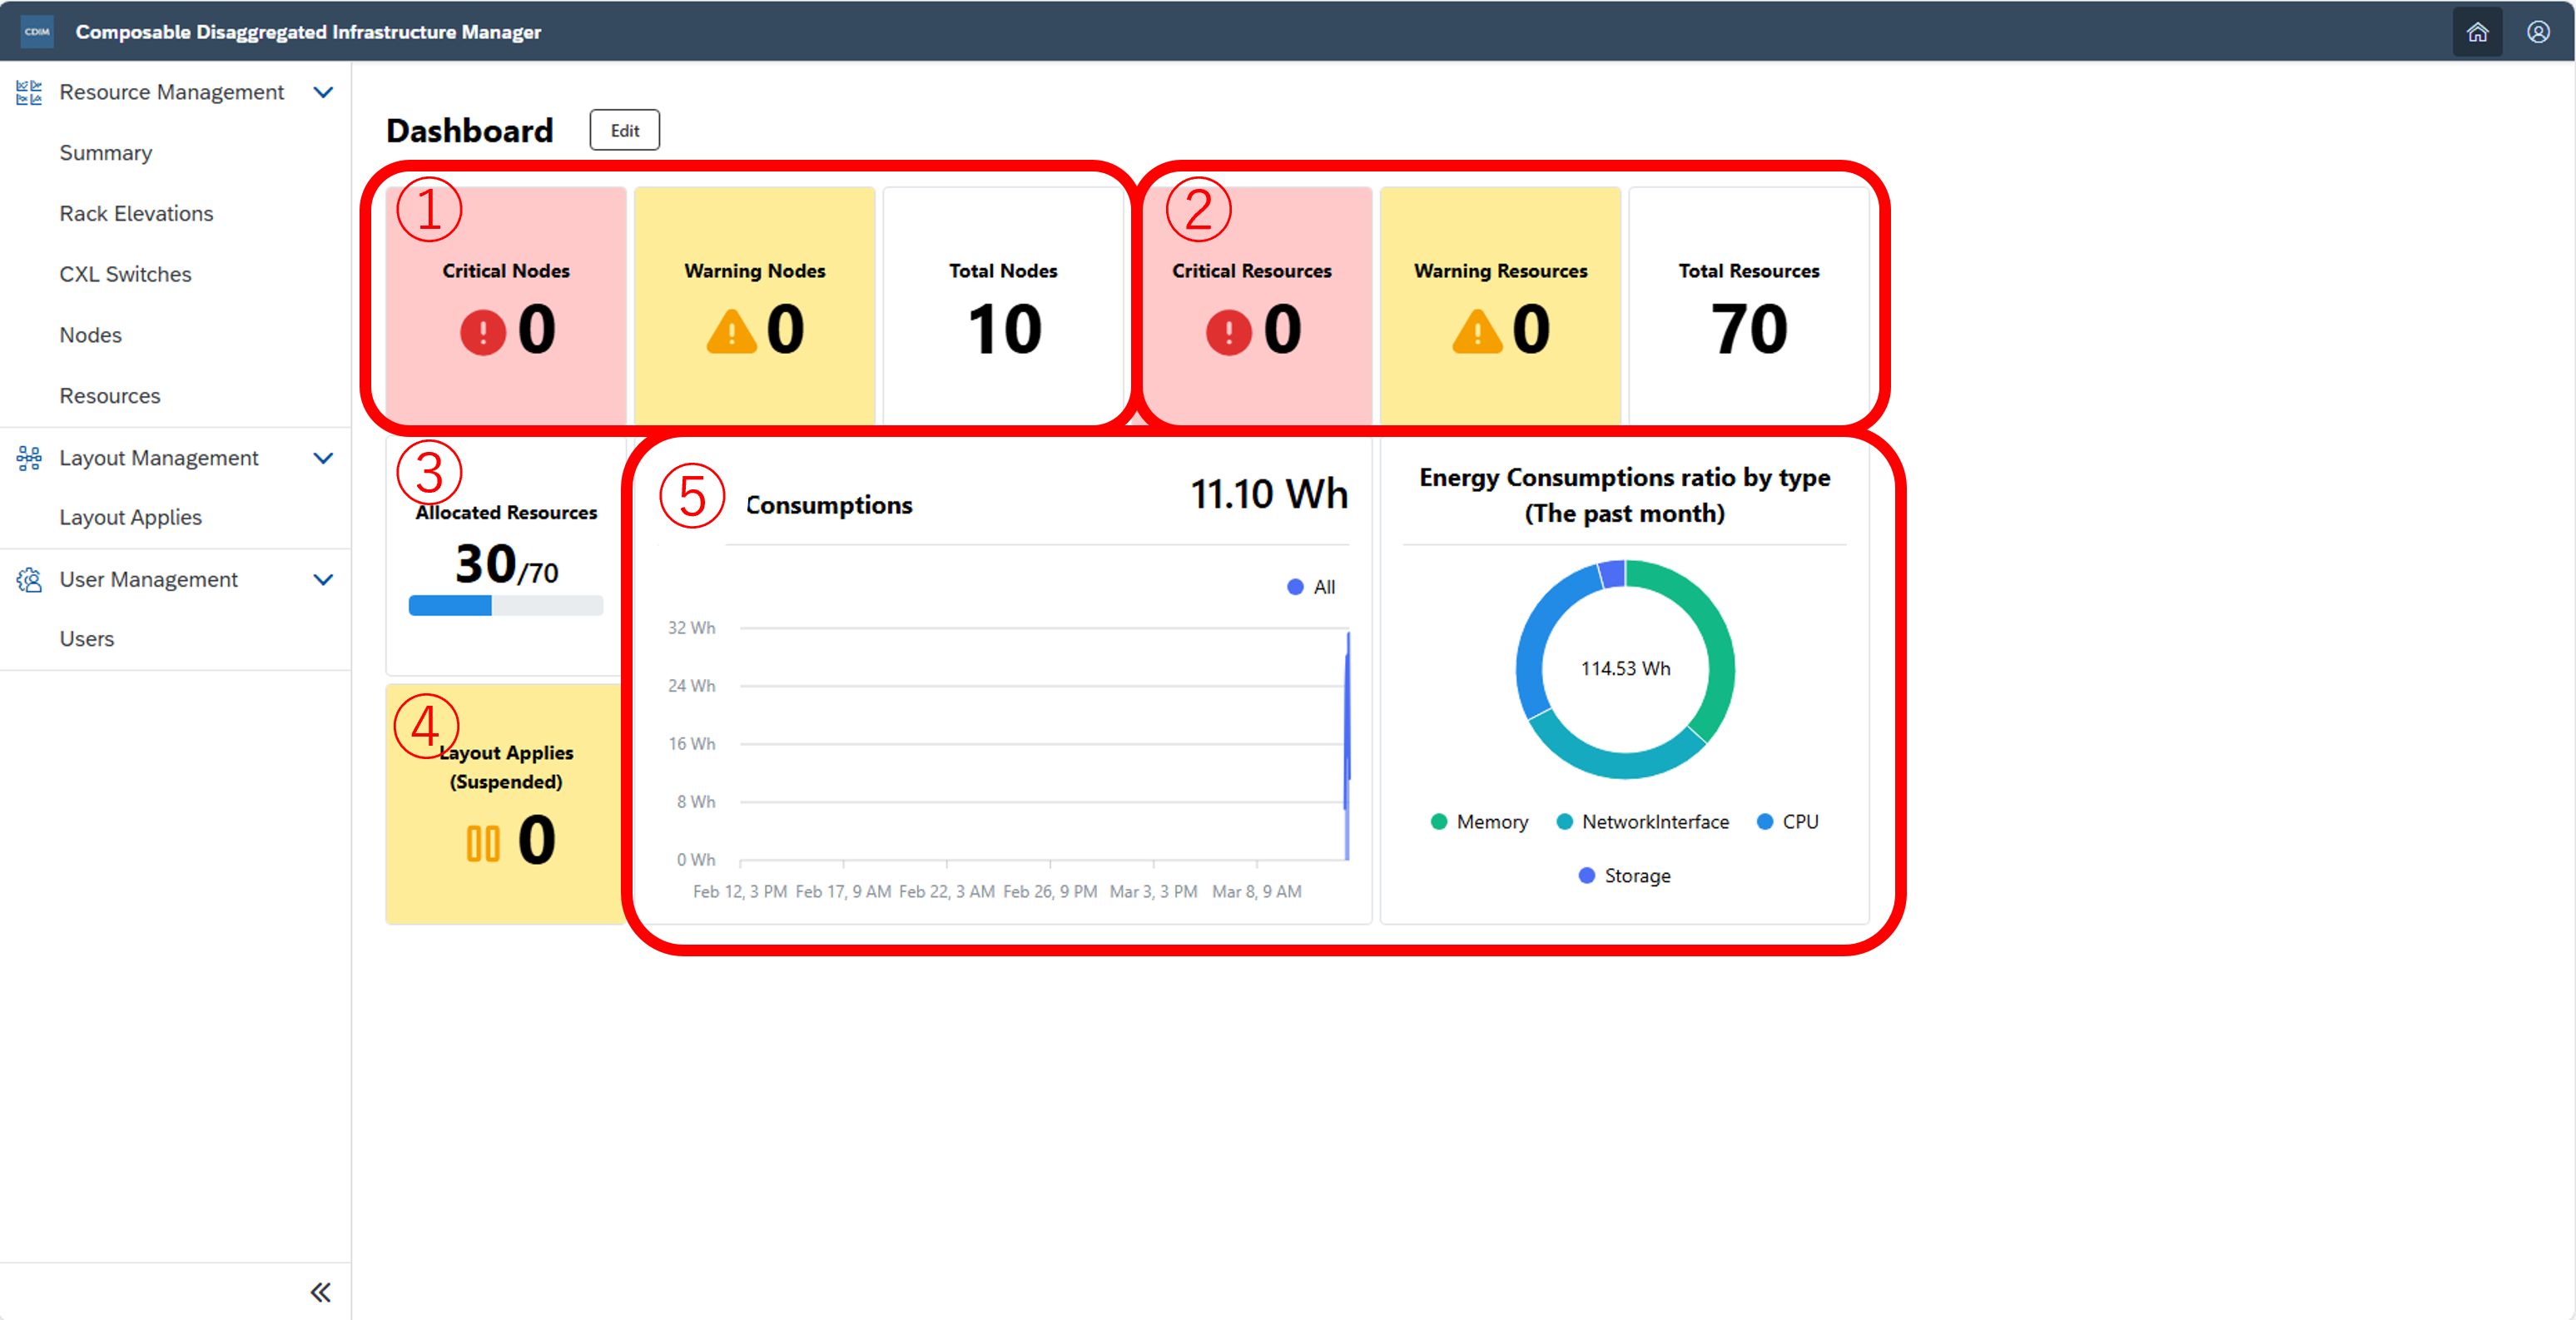 CDIM
Composable Disaggregated Infrastructure Manager
Resource Management
Summary
Rack Elevations
CXL Switches
Nodes
Resources
Layout Management
Layout Applies
User Management
Users
Dashboard
Edit
①
Critical Nodes
0
Warning Nodes
0
Total Nodes
10
②
Critical Resources
0
Warning Resources
0
Total Resources
70
③
Allocated Resources
30/70
④
Layout Applies
(Suspended)
0
⑤
Consumptions
11.10 Wh
All
32 Wh
24 Wh
16 Wh
8 Wh
0 Wh
Feb 12, 3 PM Feb 17, 9 AM Feb 22, 3 AM Feb 26, 9 PM Mar 3, 3 PM Mar 8, 9 AM
Energy Consumptions ratio by type
(The past month)
114.53 Wh
Memory NetworkInterface CPU
Storage